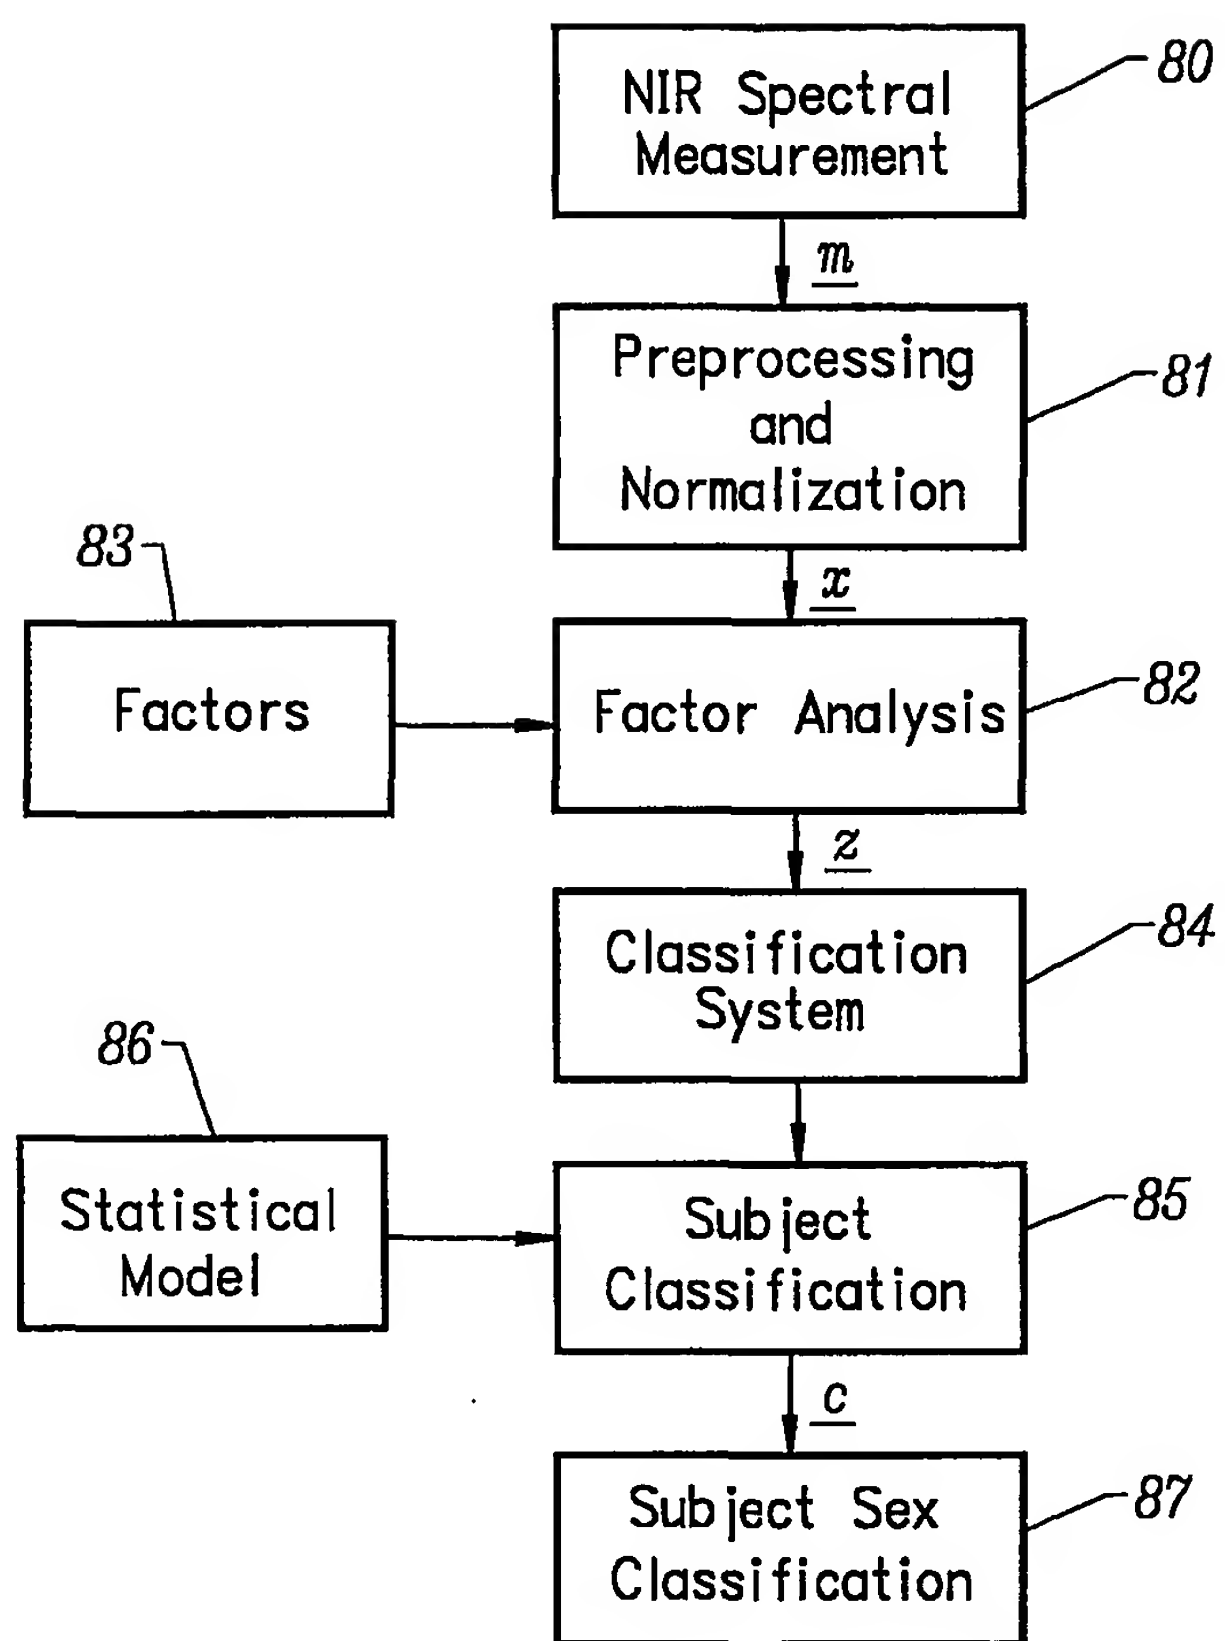 NIR Spectral
Measurement
80
m
Preprocessing
and
Normalization
81
x
83
Factors
Factor Analysis
82
z
Classification
System
84
86
Statistical
Model
Subject
Classification
85
c
Subject Sex
Classification
87